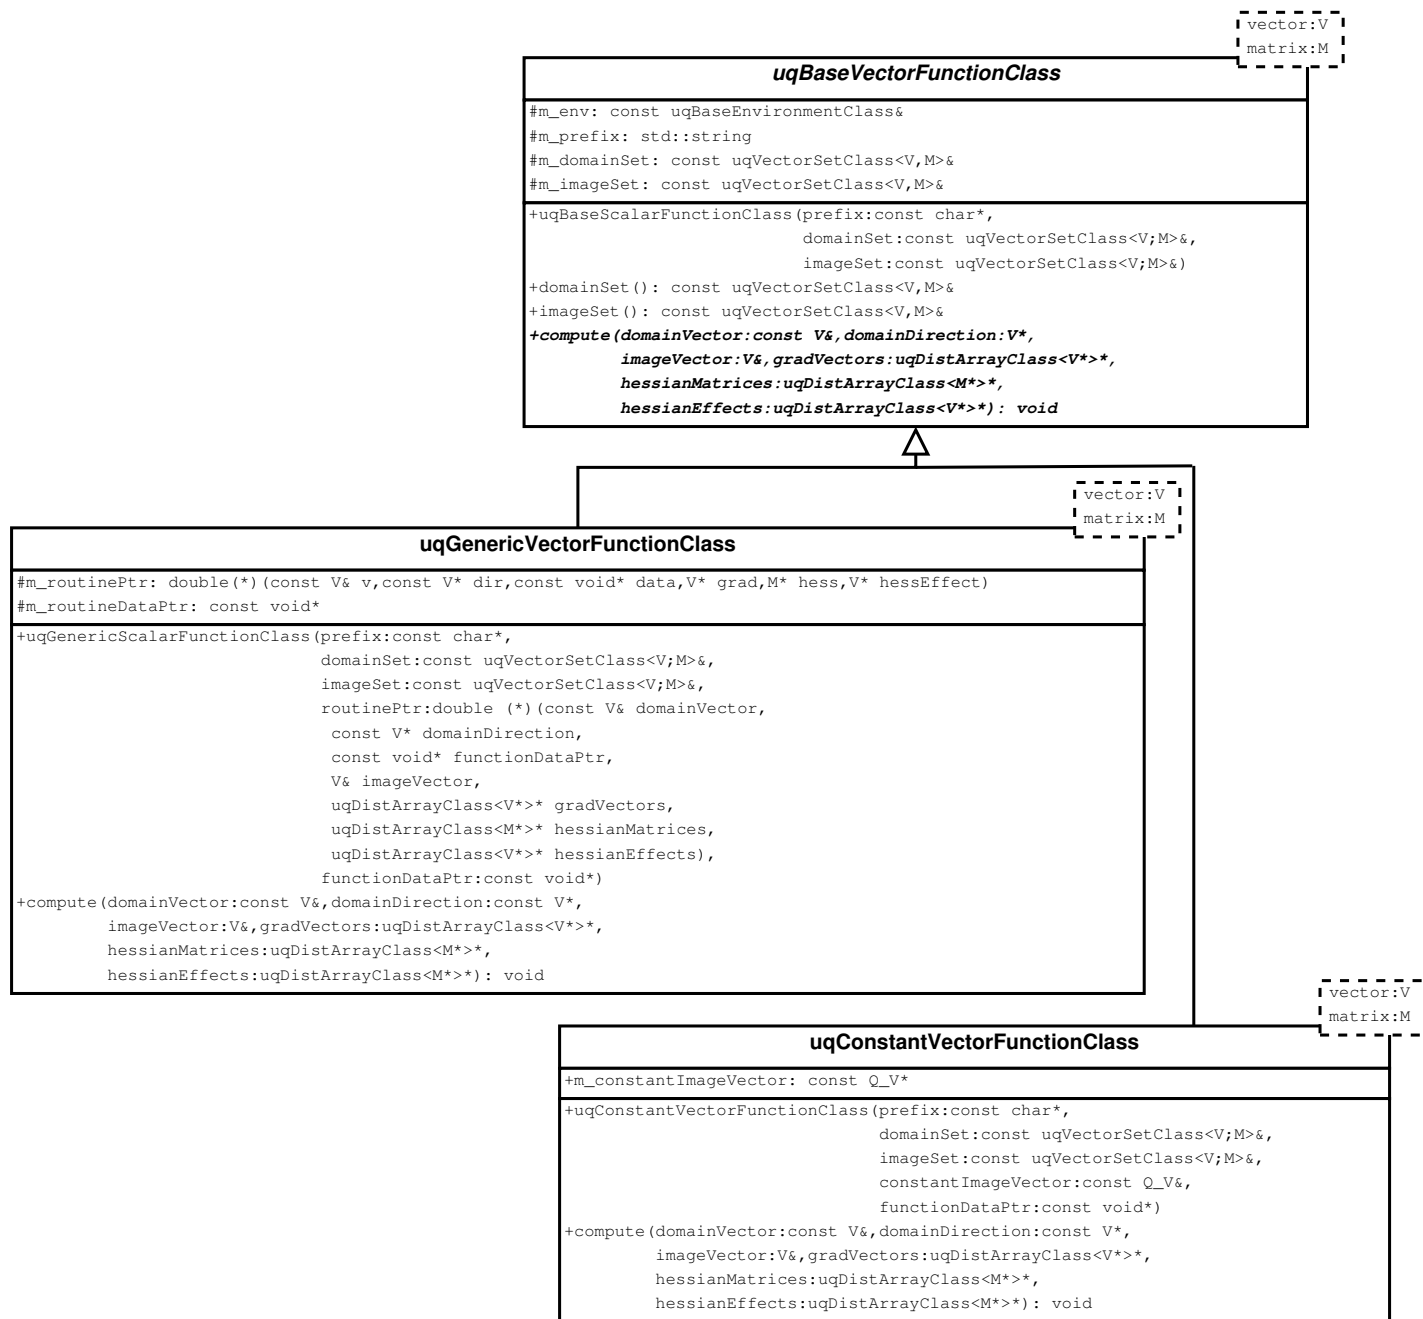 vector:V
matrix:M
uqBaseVectorFunctionClass
#m_env: const uqBaseEnvironmentClass&
#m_prefix: std::string
#m_domainSet: const uqVectorSetClass<V,M>&
#m_imageSet: const uqVectorSetClass<V,M>&
+uqBaseScalarFunctionClass(prefix:const char*,
domainSet:const uqVectorSetClass<V;M>&,
imageSet:const uqVectorSetClass<V;M>&)
+domainSet(): const uqVectorSetClass<V,M>&
+imageSet(): const uqVectorSetClass<V,M>&
+compute(domainVector:const V&,domainDirection:V*,
imageVector:V&,gradVectors:uqDistArrayClass<V*>*,
hessianMatrices:uqDistArrayClass<M*>*,
hessianEffects:uqDistArrayClass<V*>*): void
vector:V
matrix:M
uqGenericVectorFunctionClass
#m_routinePtr: double(*)(const V& v,const V* dir,const void* data,V* grad,M* hess,V* hessEffect)
#m_routineDataPtr: const void*
+uqGenericScalarFunctionClass(prefix:const char*,
domainSet:const uqVectorSetClass<V;M>&,
imageSet:const uqVectorSetClass<V;M>&,
routinePtr:double (*)(const V& domainVector,
const V* domainDirection,
const void* functionDataPtr,
V& imageVector,
uqDistArrayClass<V*>* gradVectors,
uqDistArrayClass<M*>* hessianMatrices,
uqDistArrayClass<V*>* hessianEffects),
functionDataPtr:const void*)
+compute(domainVector:const V&,domainDirection:const V*,
imageVector:V&,gradVectors:uqDistArrayClass<V*>*,
hessianMatrices:uqDistArrayClass<M*>*,
hessianEffects:uqDistArrayClass<M*>*): void
vector:V
matrix:M
uqConstantVectorFunctionClass
+m_constantImageVector: const Q_V*
+uqConstantVectorFunctionClass(prefix:const char*,
domainSet:const uqVectorSetClass<V;M>&,
imageSet:const uqVectorSetClass<V;M>&,
constantImageVector:const Q_V&,
functionDataPtr:const void*)
+compute(domainVector:const V&,domainDirection:const V*,
imageVector:V&,gradVectors:uqDistArrayClass<V*>*,
hessianMatrices:uqDistArrayClass<M*>*,
hessianEffects:uqDistArrayClass<M*>*): void